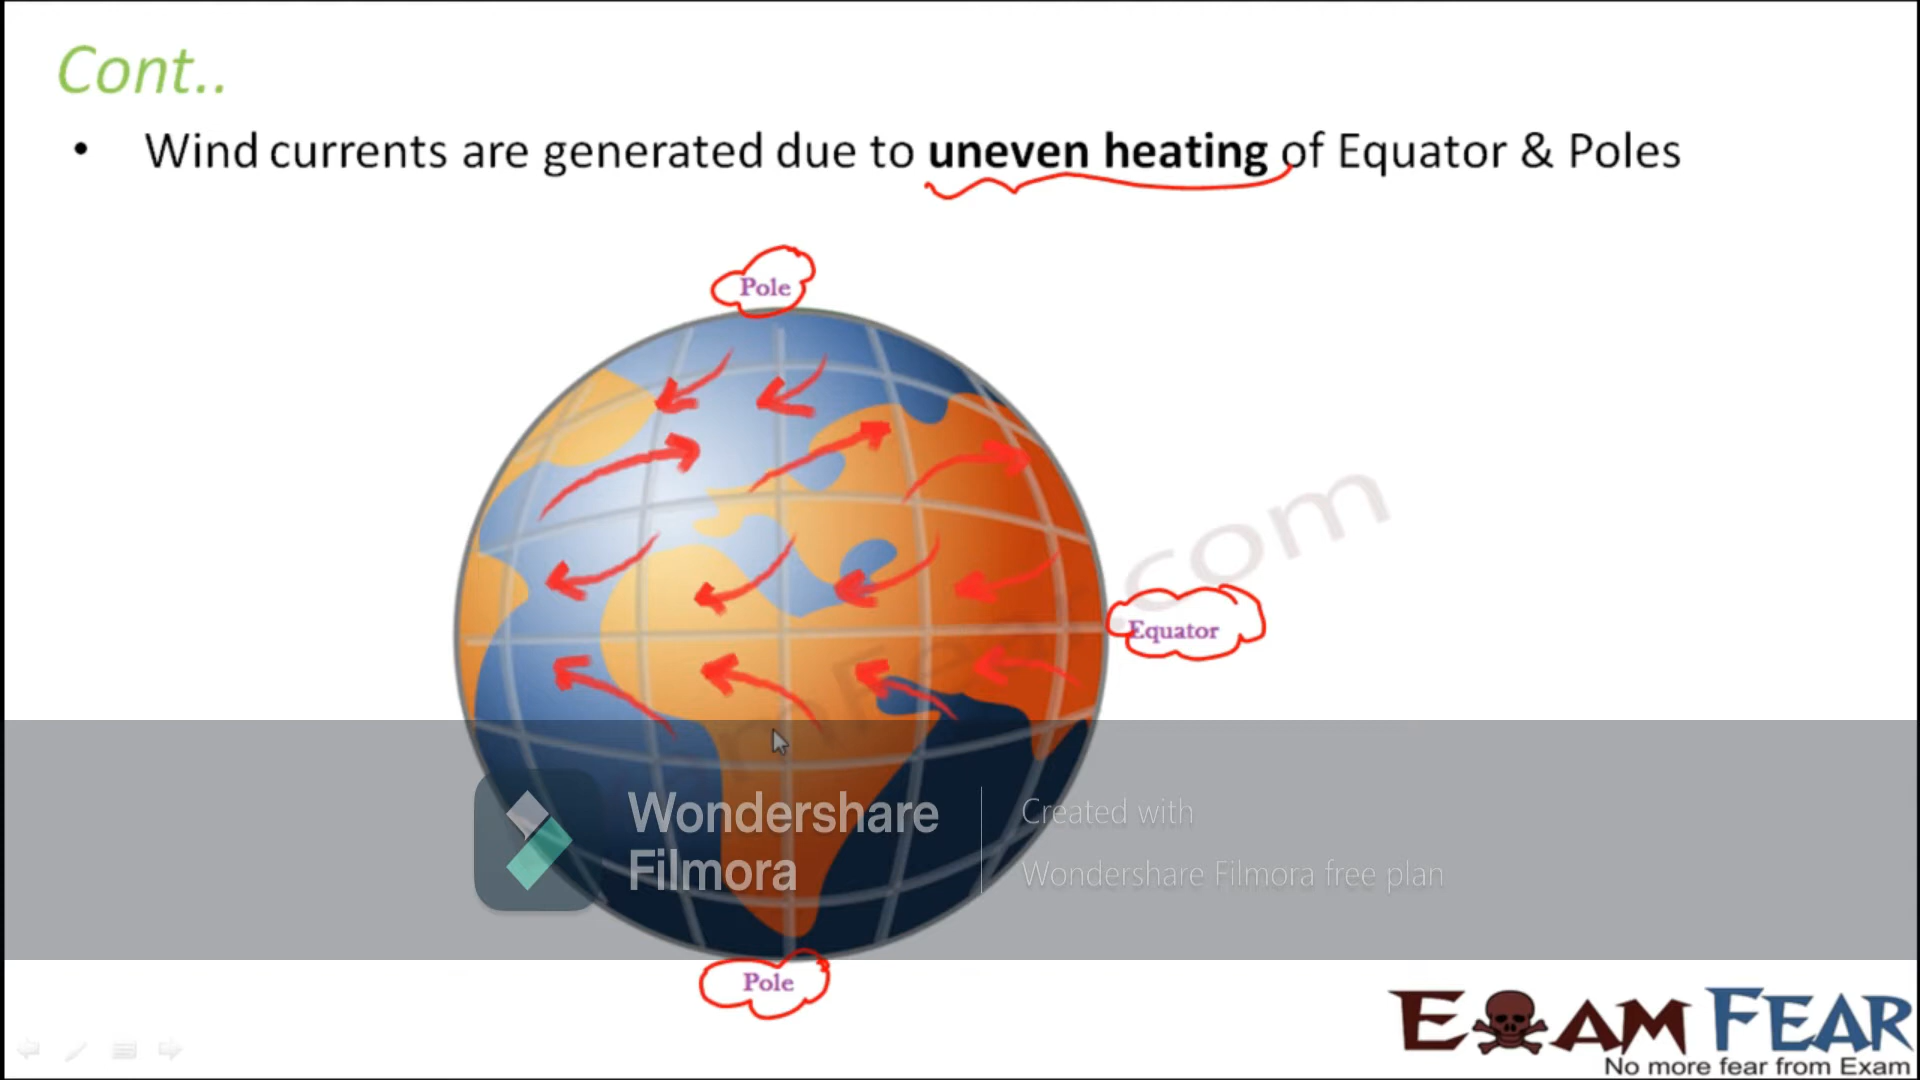 Cont..
• Wind currents are generated due to uneven heating of Equator & Poles
Pole
.com
Equator
Wondershare
Filmora
Created with
Wondershare Filmora free plan
Pole
EXAM FEAR
No more fear from Exam